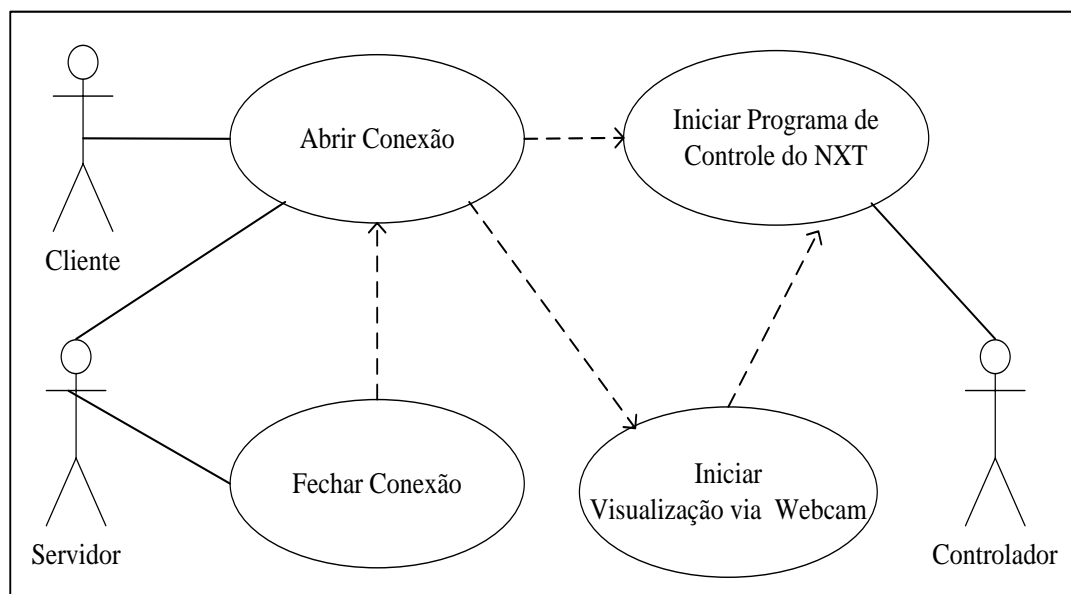 Abrir Conexão
Iniciar Programa de
Controle do NXT
Cliente
Fechar Conexão
Iniciar
Visualização via Webcam
Servidor
Controlador